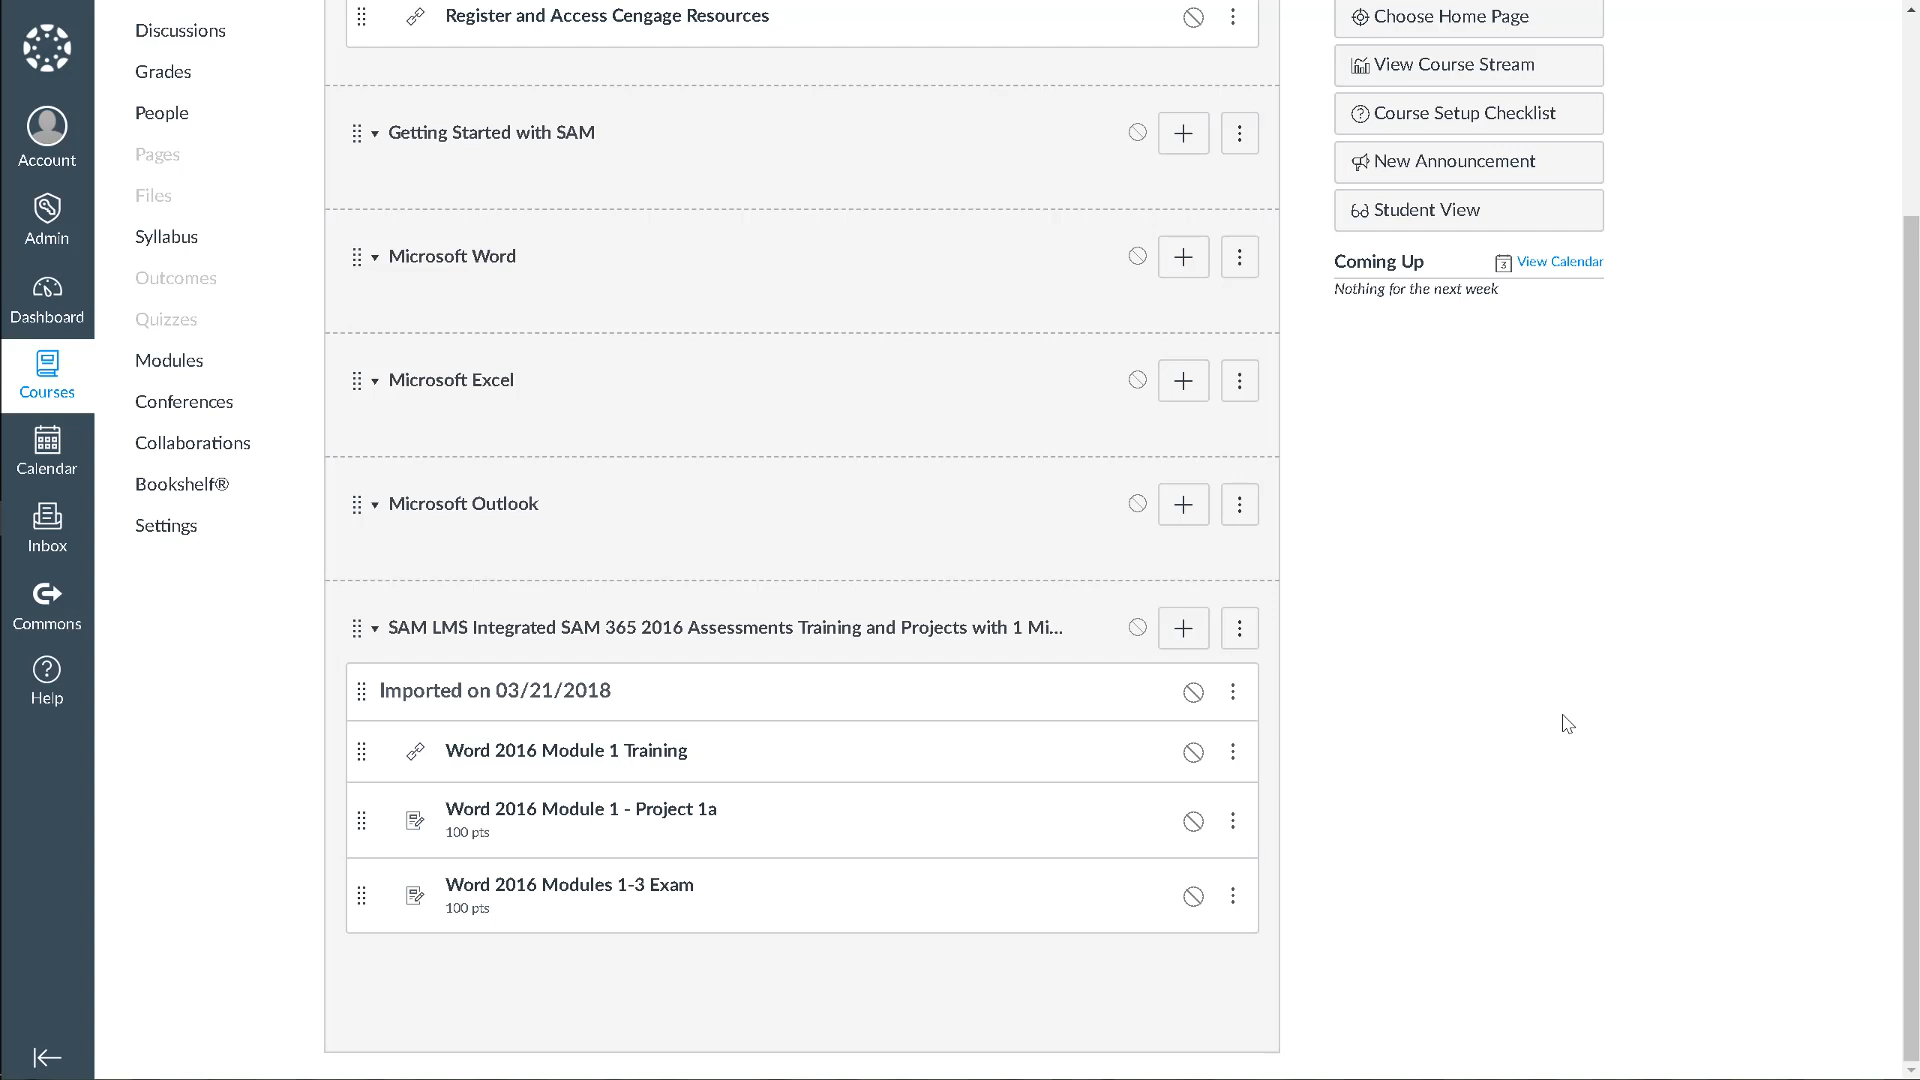 Account
Admin
Dashboard
Courses
Calendar
Inbox
Commons
Help
Discussions
Grades
People
Pages
Files
Syllabus
Outcomes
Quizzes
Modules
Conferences
Collaborations
Bookshelf®
Settings
Register and Access Cengage Resources
Getting Started with SAM
Microsoft Word
Microsoft Excel
Microsoft Outlook
SAM LMS Integrated SAM 365 2016 Assessments Training and Projects with 1 Mi...
Imported on 03/21/2018
Word 2016 Module 1 Training
Word 2016 Module 1 - Project 1a
100 pts
Word 2016 Modules 1-3 Exam
100 pts
Choose Home Page
View Course Stream
Course Setup Checklist
New Announcement
Student View
Coming Up
3 View Calendar
Nothing for the next week